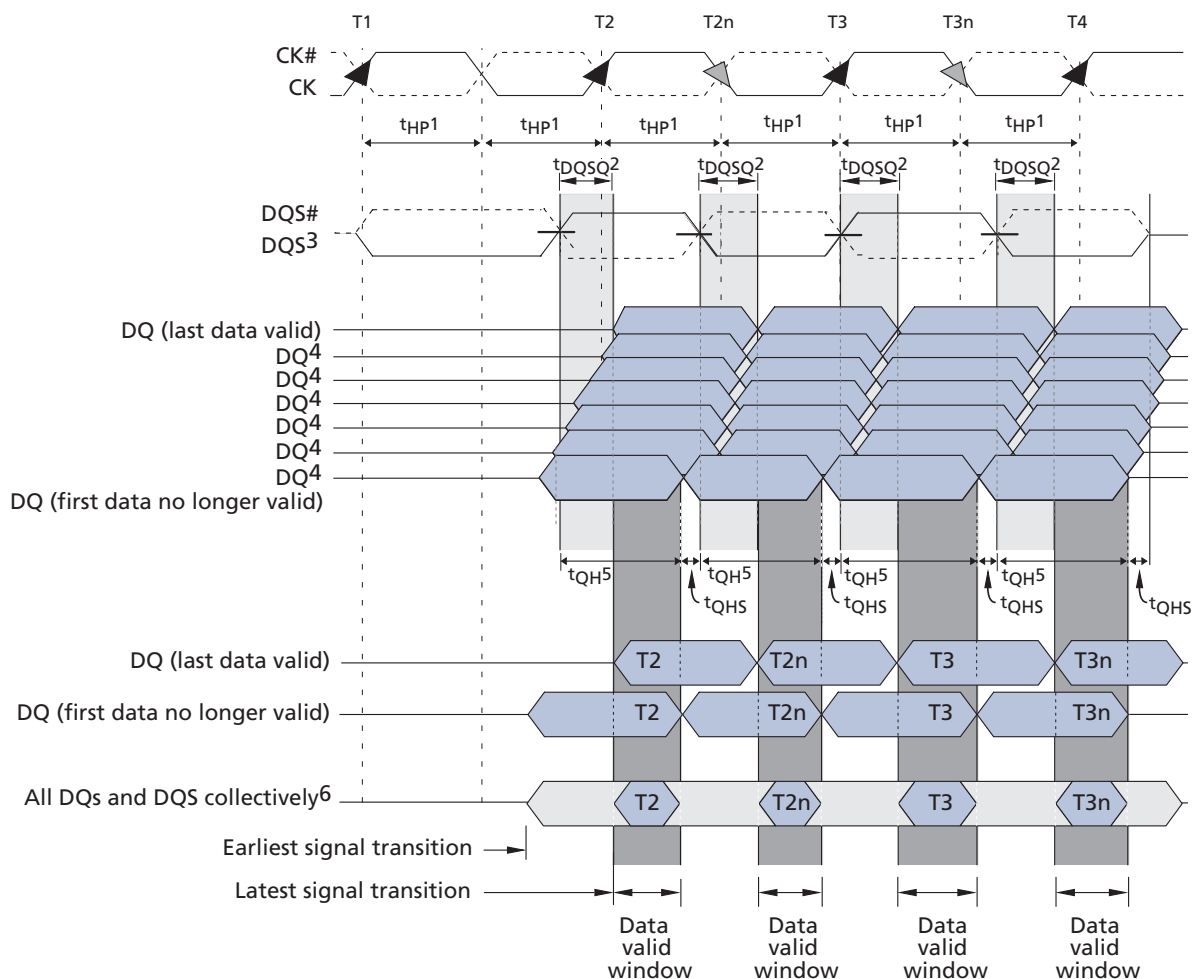 T1 T2 T2n T3 T3n T4
CK#
CK
tHP1 tHP1 tHP1 tHP1 tHP1 tHP1
tDQSQ2 tDQSQ2 tDQSQ2 tDQSQ2
DQS#
DQS3
DQ (last data valid)
DQ4
DQ4
DQ4
DQ4
DQ4
DQ4
DQ (first data no longer valid)
tQH5 tQH5 tQH5 tQH5
tQHS tQHS tQHS tQHS
DQ (last data valid) T2 T2n T3 T3n
DQ (first data no longer valid) T2 T2n T3 T3n
All DQs and DQS collectively6 T2 T2n T3 T3n
Earliest signal transition
Latest signal transition
Data valid window
Data valid window
Data valid window
Data valid window